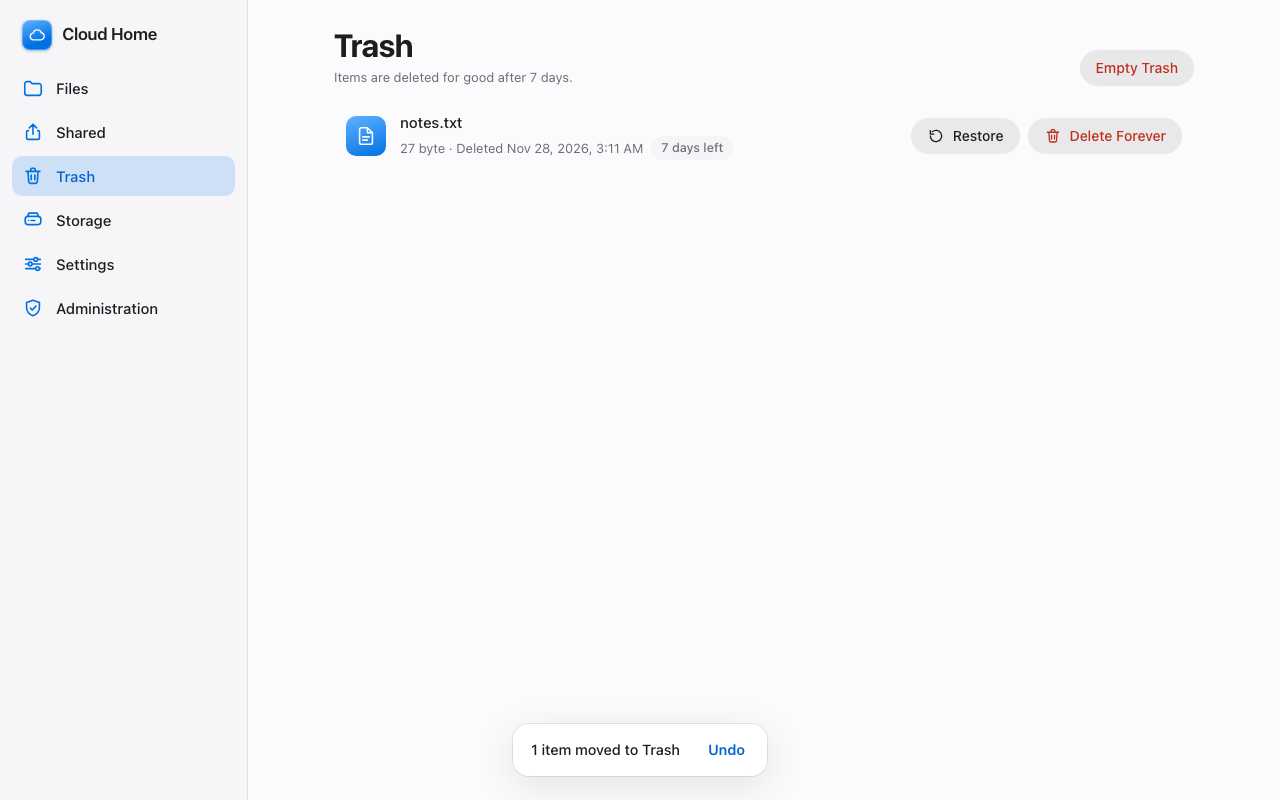 Cloud Home
Files
Shared
Trash
Storage
Settings
Administration
Trash
Items are deleted for good after 7 days.
Empty Trash
notes.txt
27 byte · Deleted Nov 28, 2026, 3:11 AM 7 days left
Restore
Delete Forever
1 item moved to Trash Undo